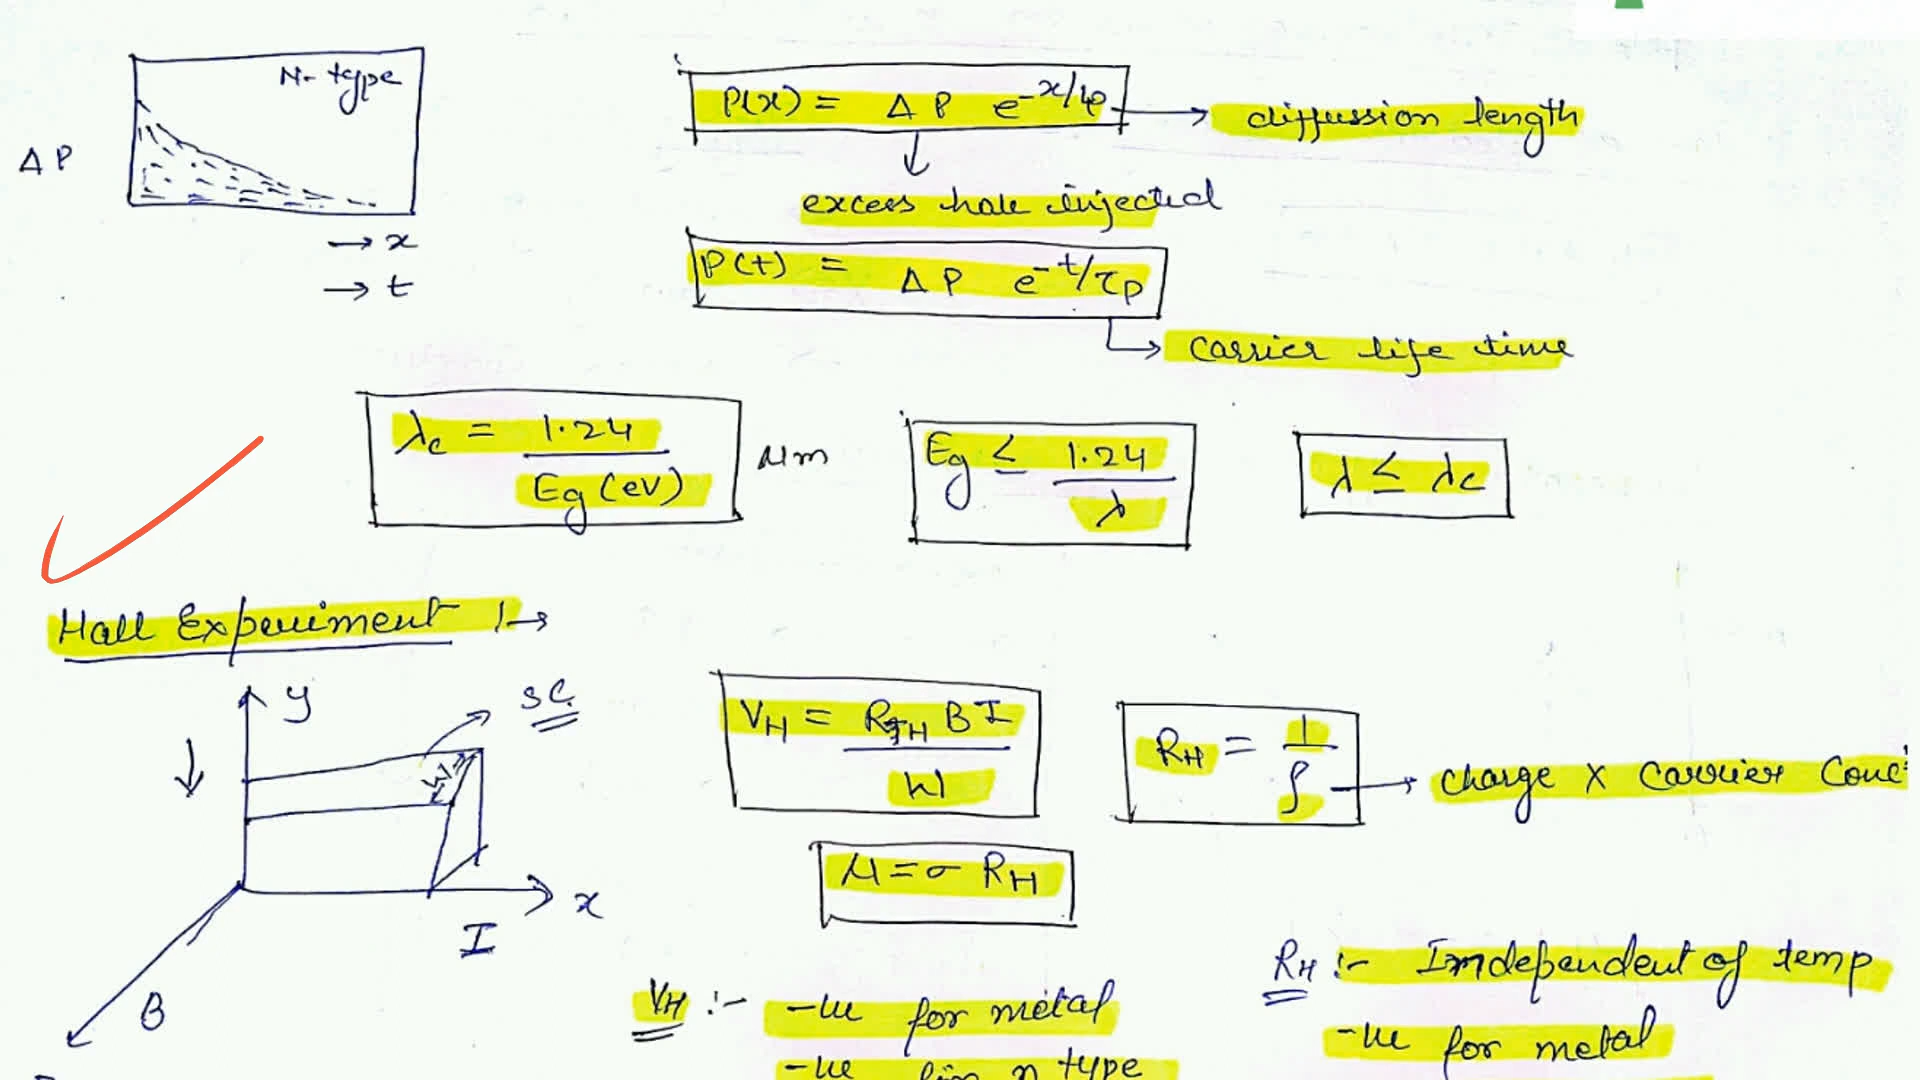 N-type
P(x) = ΔP e^-x/Lp → diffussion length
ΔP
excess hole injected
→ x
P(t) = ΔP e^-t/τp
→ t
→ carrier life time
λc = 1.24 / Eg(eV) μm
Eg ≤ 1.24 / λ
λ ≤ λc
Hall Experiment :→
y
SC
VH = RH B I / W
RH = 1 / ρ → charge x carrier Conc
W
μ = σ RH
x
I
B
RH :- Independent of temp
VH :- -ve for metal
-ve for metal
-ve for n type